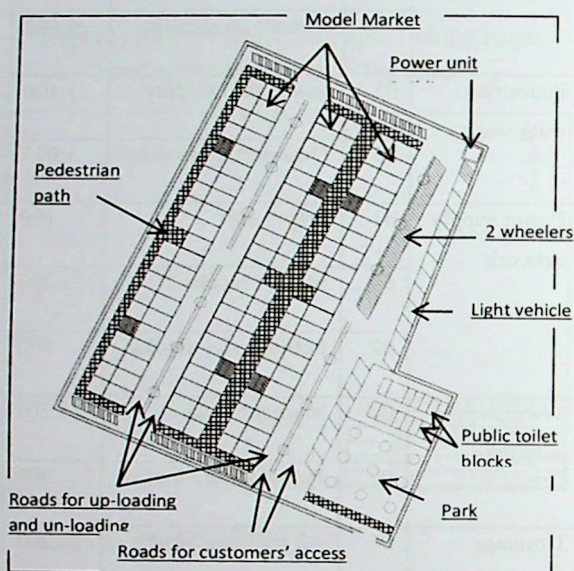 Model Market
Power unit
Pedestrian
path
2 wheelers
Light vehicle
Public toilet
blocks
Roads for up-loading
and un-loading
Park
Roads for customers' access